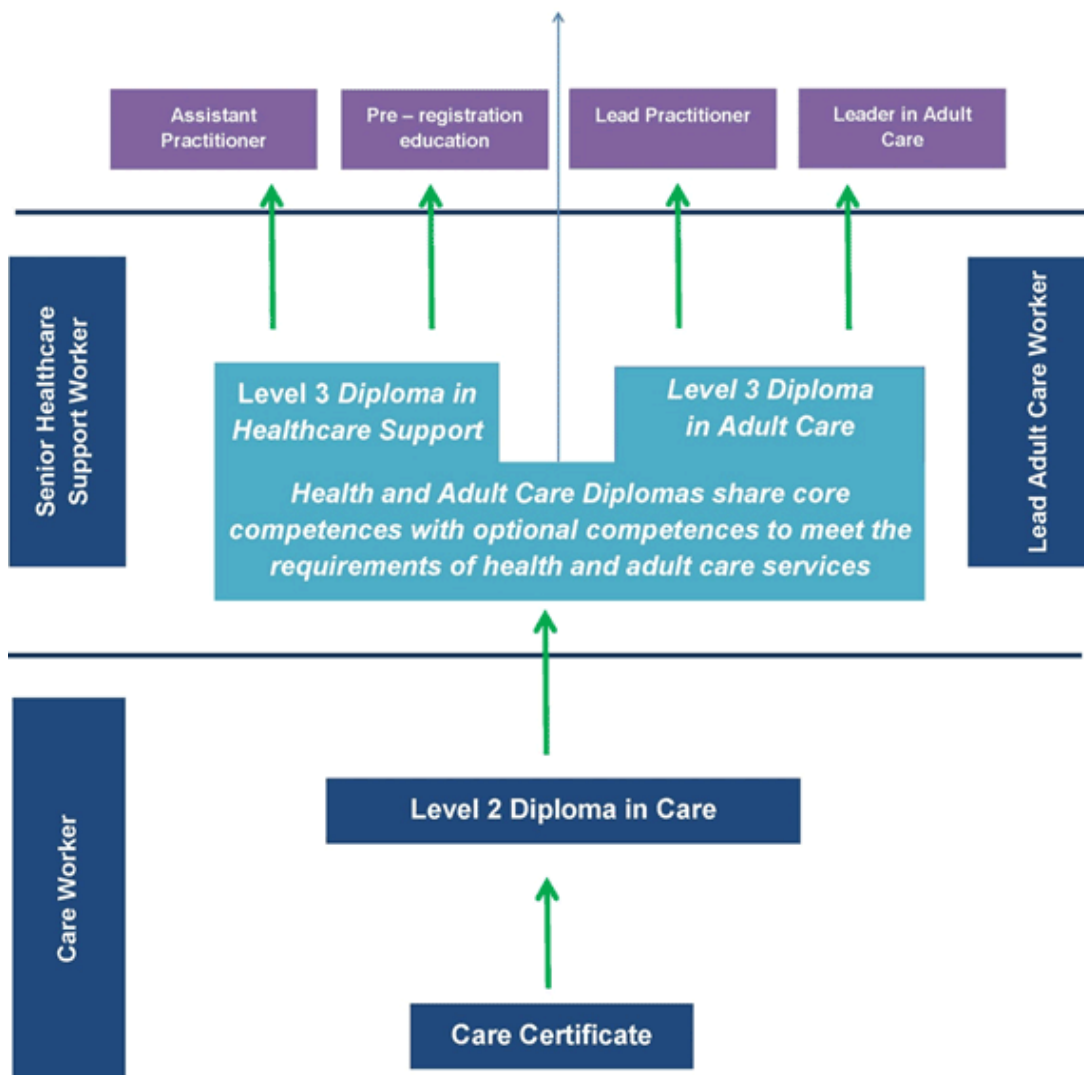 Assistant
Practitioner
Pre – registration
education
Lead Practitioner
Leader in Adult
Care
Senior Healthcare
Support Worker
Level 3 Diploma in
Healthcare Support
Level 3 Diploma
in Adult Care
Health and Adult Care Diplomas share core
competences with optional competences to meet the
requirements of health and adult care services
Lead Adult Care Worker
Care Worker
Level 2 Diploma in Care
Care Certificate